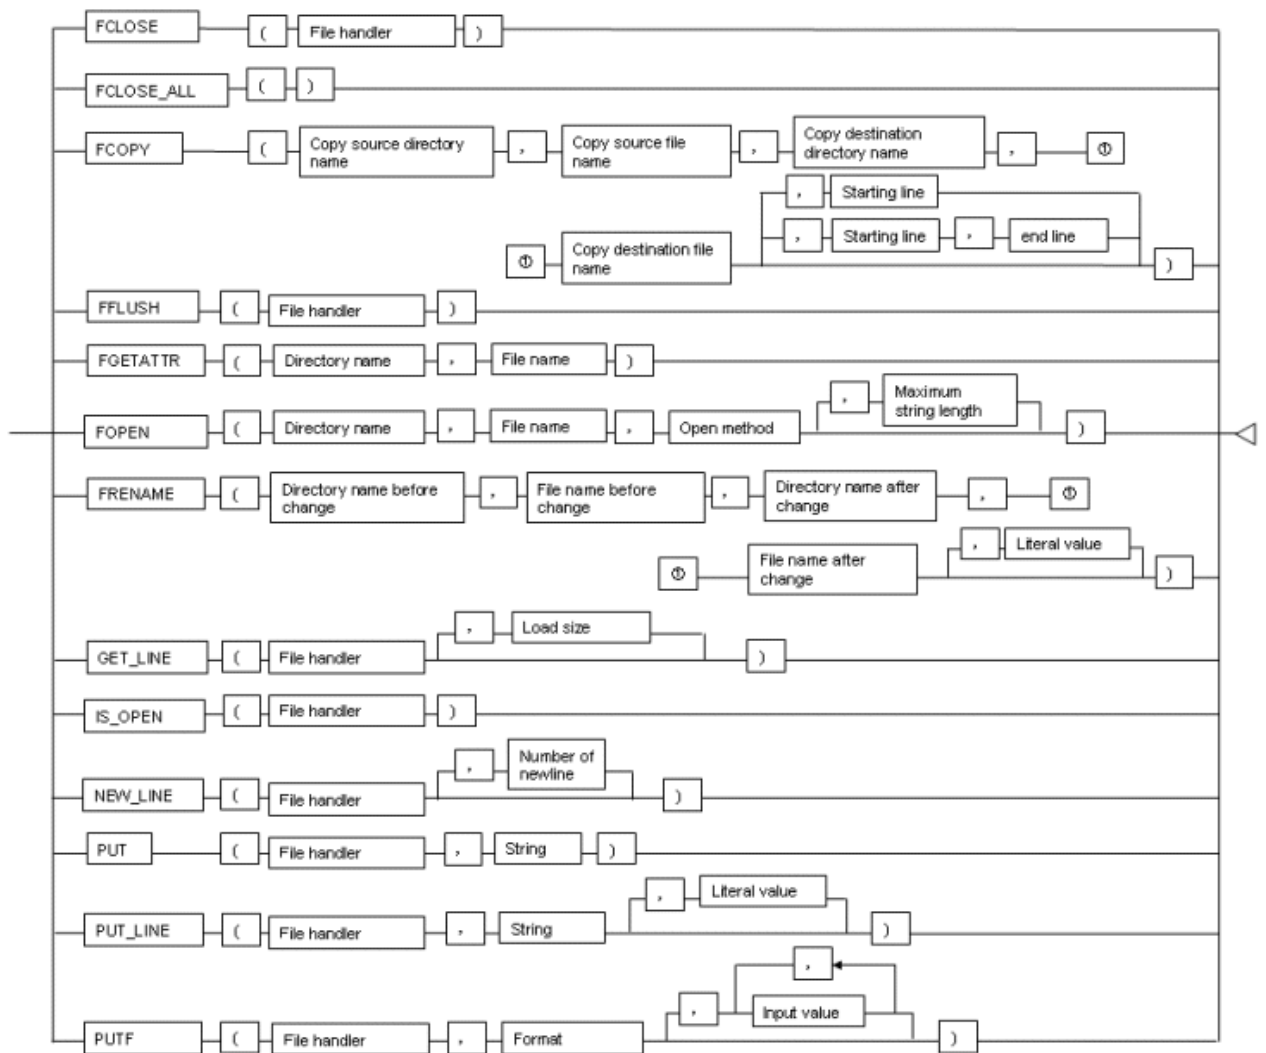 FCLOSE ( File handler )
FCLOSE_ALL ( )
FCOPY ( Copy source directory name , Copy source file name , Copy destination directory name , ①
, Starting line
, Starting line , end line
① Copy destination file name )
FFLUSH ( File handler )
FGETATTR ( Directory name , File name )
, Maximum string length
FOPEN ( Directory name , File name , Open method )
FRENAME ( Directory name before change , File name before change , Directory name after change , ①
, Literal value
① File name after change )
, Load size
GET_LINE ( File handler )
IS_OPEN ( File handler )
, Number of newline
NEW_LINE ( File handler )
PUT ( File handler , String )
, Literal value
PUT_LINE ( File handler , String )
,
, Input value
PUTF ( File handler , Format )